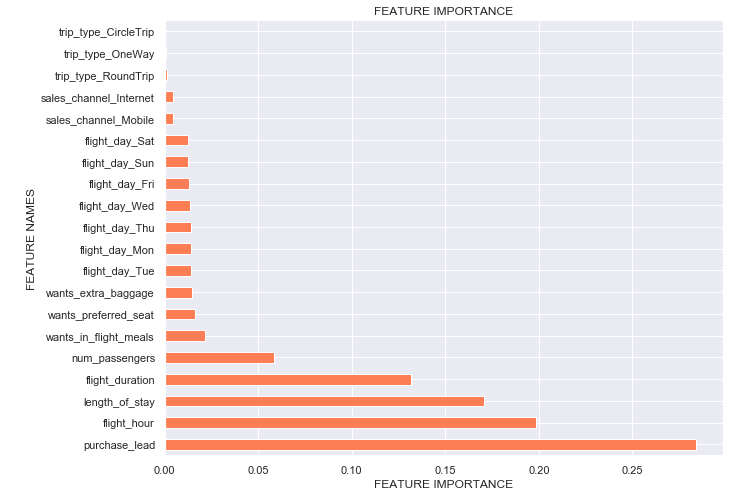 FEATURE IMPORTANCE
FEATURE NAMES
trip_type_CircleTrip
trip_type_OneWay
trip_type_RoundTrip
sales_channel_Internet
sales_channel_Mobile
flight_day_Sat
flight_day_Sun
flight_day_Fri
flight_day_Wed
flight_day_Thu
flight_day_Mon
flight_day_Tue
wants_extra_baggage
wants_preferred_seat
wants_in_flight_meals
num_passengers
flight_duration
length_of_stay
flight_hour
purchase_lead
0.00 0.05 0.10 0.15 0.20 0.25
FEATURE IMPORTANCE